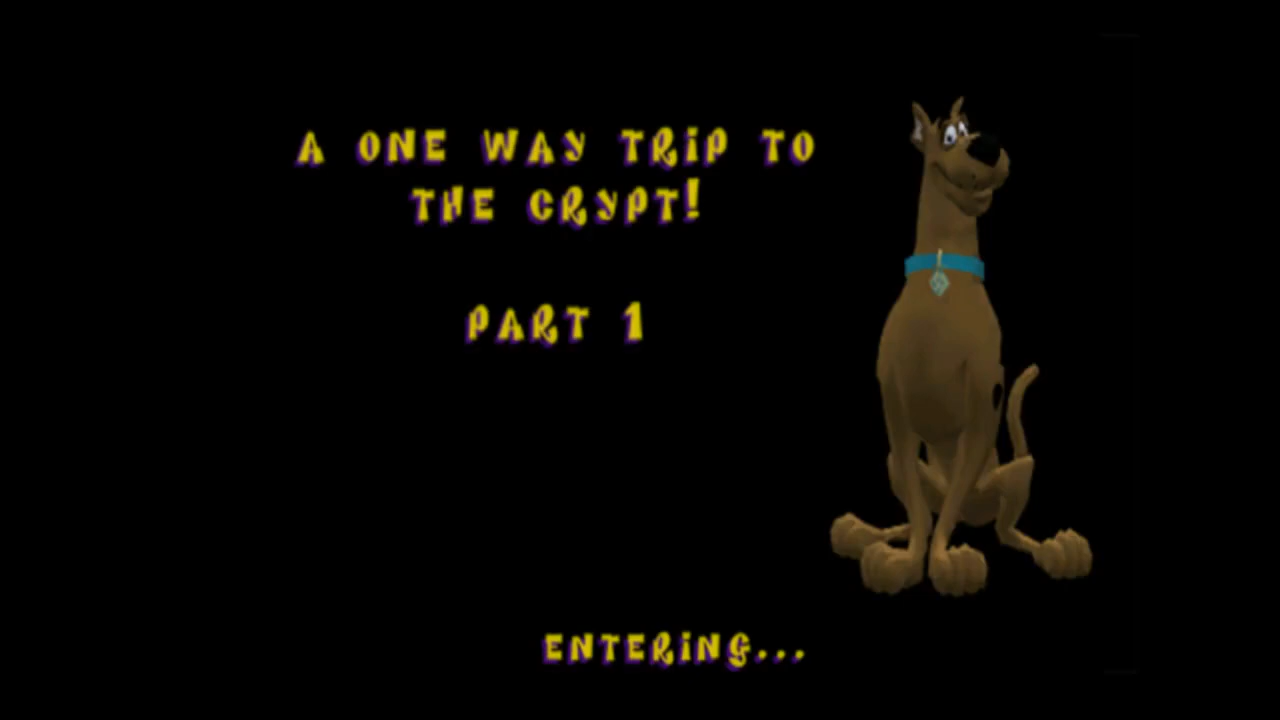 A ONE WAY TRiP TO
THE CRYPT!
PART 1
ENTERiNG...